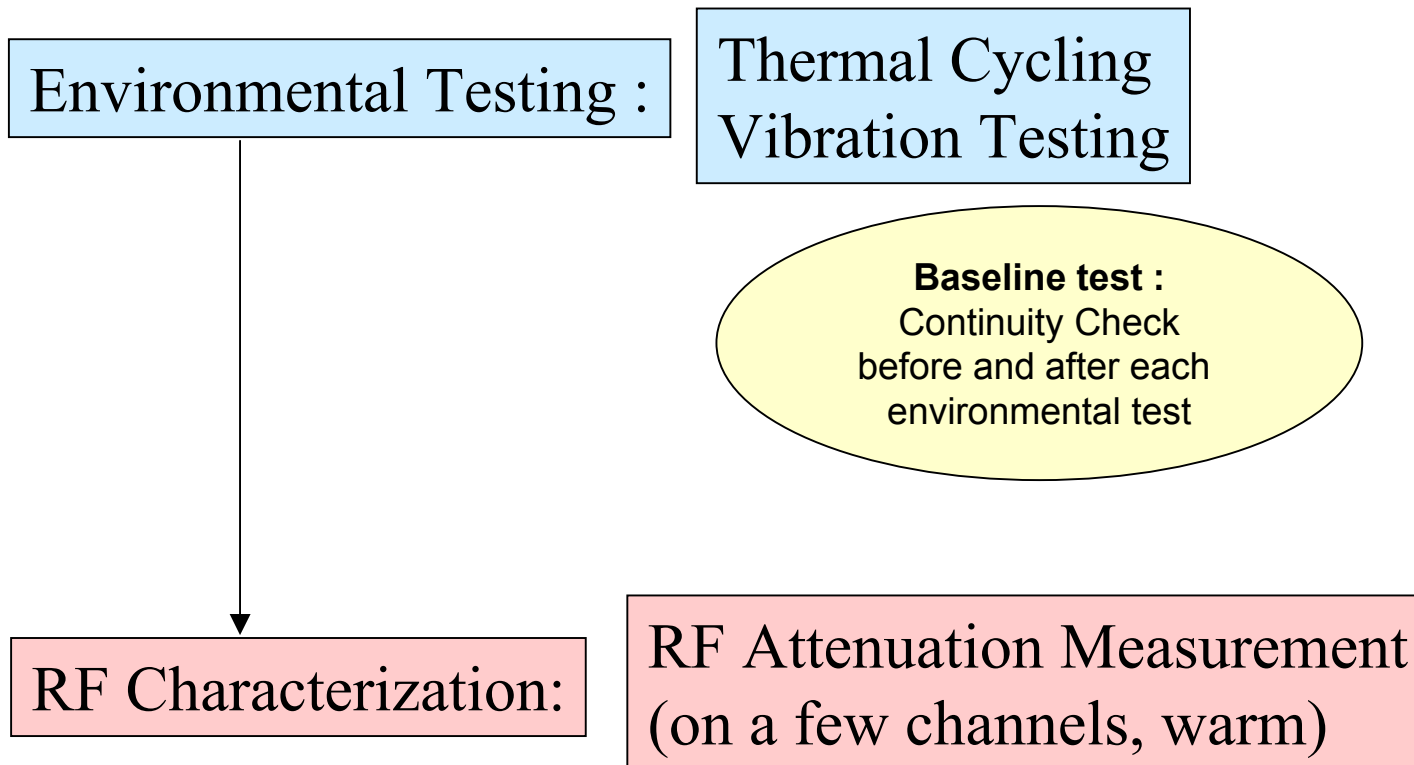 Environmental Testing :
Thermal Cycling
Vibration Testing
Baseline test :
Continuity Check
before and after each
environmental test
RF Characterization:
RF Attenuation Measurement
(on a few channels, warm)